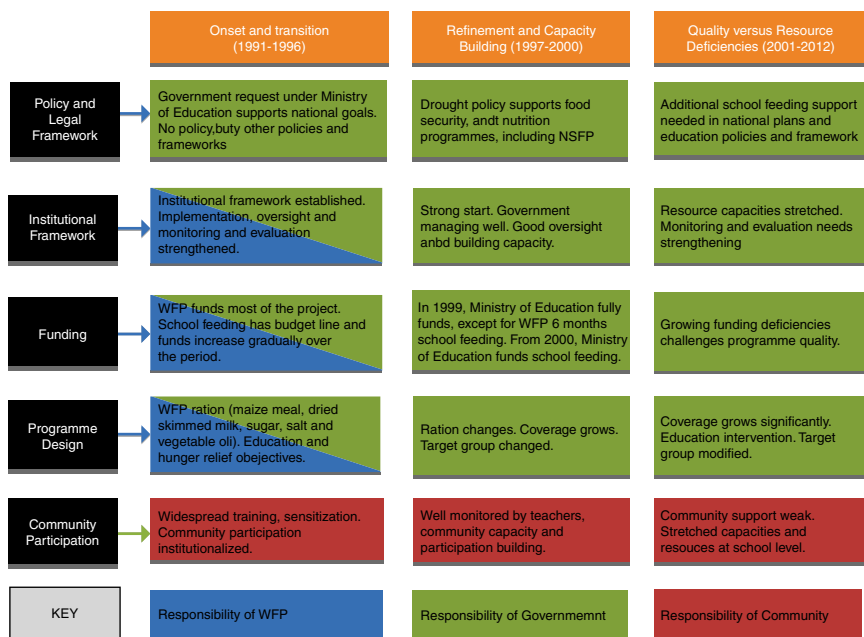 Onset and transition
(1991-1996)
Refinement and Capacity
Building (1997-2000)
Quality versus Resource
Deficiencies (2001-2012)
Policy and
Legal
Framework
Government request under Ministry
of Education supports national goals.
No policy,buty other policies and
frameworks
Drought policy supports food
security, andt nutrition
programmes, including NSFP
Additional school feeding support
needed in national plans and
education policies and framework
Institutional
Framework
Institutional framework established.
Implementation, oversight and
monitoring and evaluation
strengthened.
Strong start. Government
managing well. Good oversight
anbd building capacity.
Resource capacities stretched.
Monitoring and evaluation needs
strengthening
Funding
WFP funds most of the project.
School feeding has budget line and
funds increase gradually over
the period.
In 1999, Ministry of Education fully
funds, except for WFP 6 months
school feeding. From 2000, Ministry
of Education funds school feeding.
Growing funding deficiencies
challenges programme quality.
Programme
Design
WFP ration (maize meal, dried
skimmed milk, sugar, salt and
vegetable oli). Education and
hunger relief obejectives.
Ration changes. Coverage grows.
Target group changed.
Coverage grows significantly.
Education intervention. Target
group modified.
Community
Participation
Widespread training, sensitization.
Community participation
institutionalized.
Well monitored by teachers,
community capacity and
participation building.
Community support weak.
Stretched capacities and
resouces at school level.
KEY
Responsibility of WFP
Responsibility of Governmemnt
Responsibility of Community